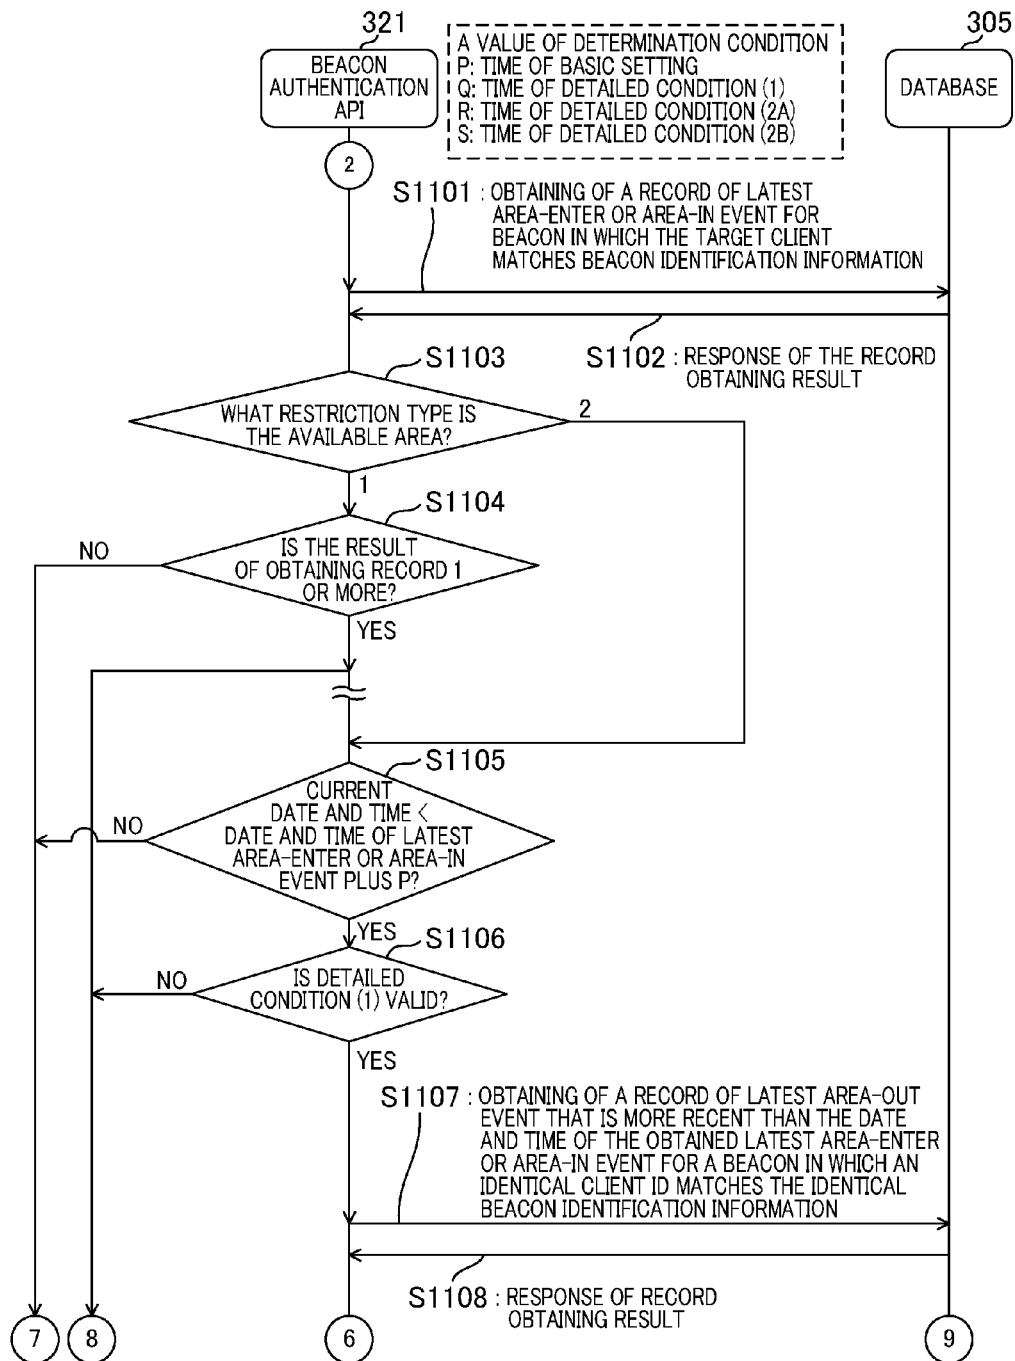 321
BEACON
AUTHENTICATION
API
A VALUE OF DETERMINATION CONDITION
P: TIME OF BASIC SETTING
Q: TIME OF DETAILED CONDITION (1)
R: TIME OF DETAILED CONDITION (2A)
S: TIME OF DETAILED CONDITION (2B)
305
DATABASE
2
S1101 : OBTAINING OF A RECORD OF LATEST
AREA-ENTER OR AREA-IN EVENT FOR
BEACON IN WHICH THE TARGET CLIENT
MATCHES BEACON IDENTIFICATION INFORMATION
S1102 : RESPONSE OF THE RECORD
OBTAINING RESULT
S1103
WHAT RESTRICTION TYPE IS
THE AVAILABLE AREA?
2
1
S1104
IS THE RESULT
OF OBTAINING RECORD 1
OR MORE?
NO
YES
S1105
CURRENT
DATE AND TIME <
DATE AND TIME OF LATEST
AREA-ENTER OR AREA-IN
EVENT PLUS P?
NO
YES
S1106
IS DETAILED
CONDITION (1) VALID?
NO
YES
S1107 : OBTAINING OF A RECORD OF LATEST AREA-OUT
EVENT THAT IS MORE RECENT THAN THE DATE
AND TIME OF THE OBTAINED LATEST AREA-ENTER
OR AREA-IN EVENT FOR A BEACON IN WHICH AN
IDENTICAL CLIENT ID MATCHES THE IDENTICAL
BEACON IDENTIFICATION INFORMATION
S1108 : RESPONSE OF RECORD
OBTAINING RESULT
7
8
6
9